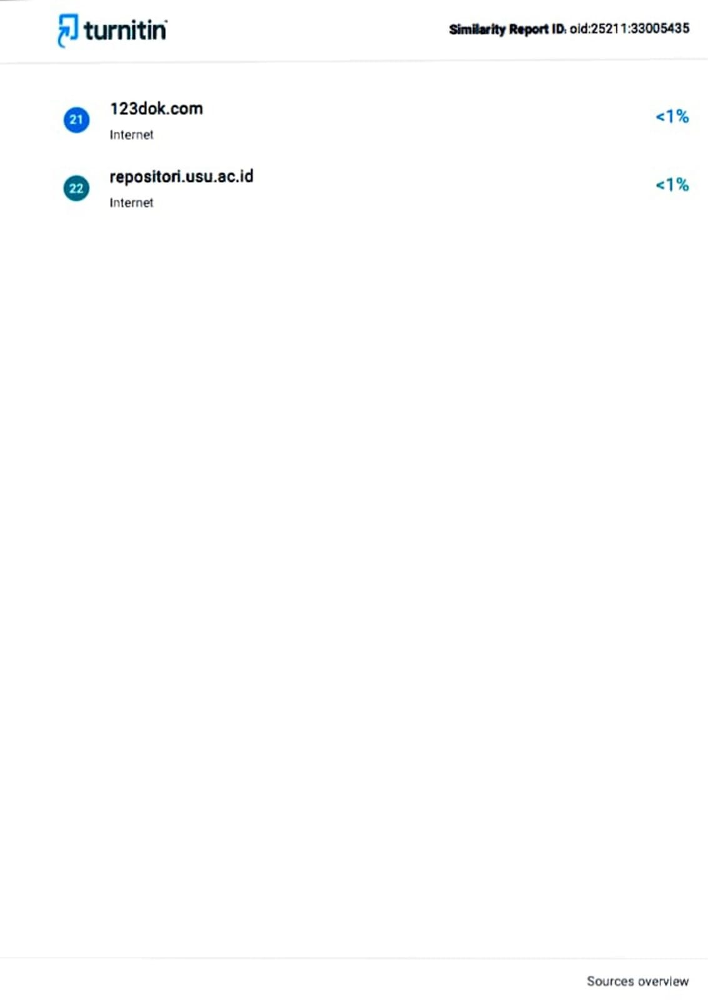 turnitin
Similarity Report ID: oid:25211:33005435
21
123dok.com
<1%
Internet
22
repositori.usu.ac.id
<1%
Internet
Sources overview